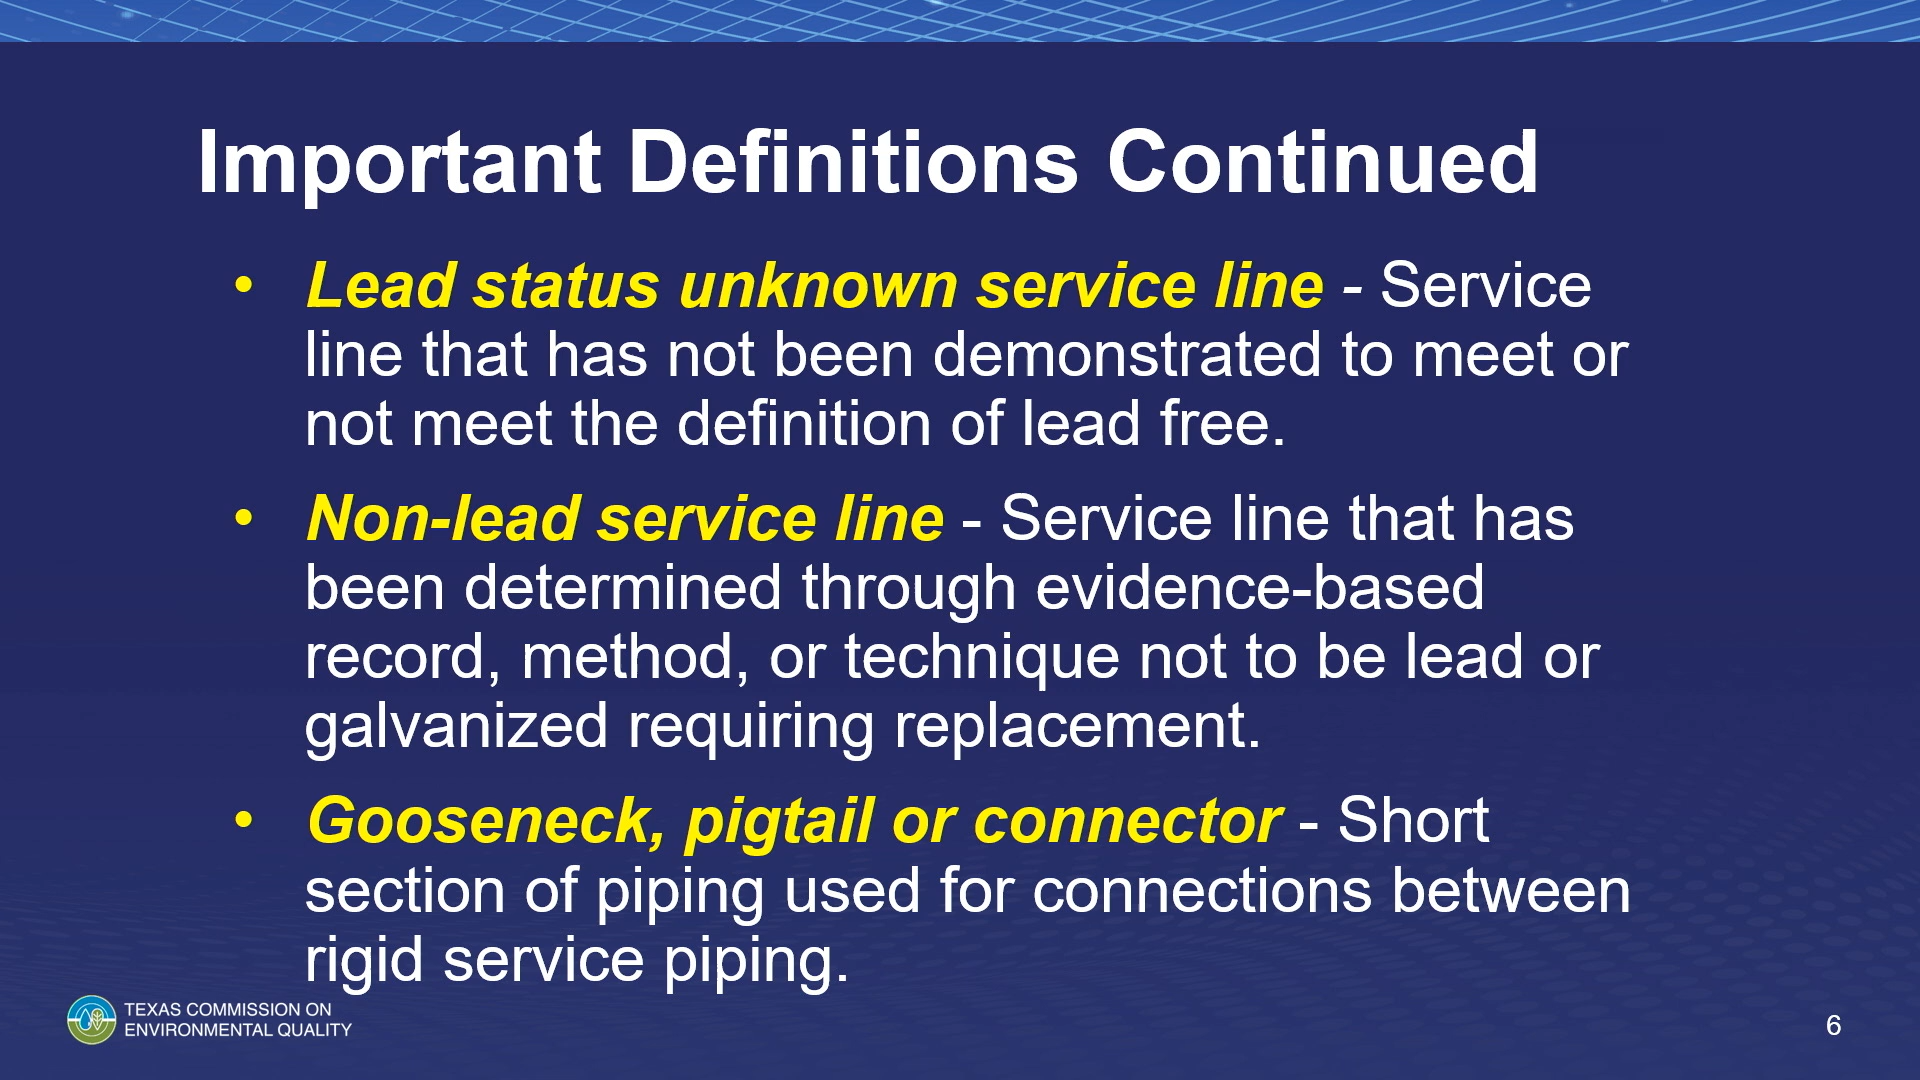 Important Definitions Continued
• Lead status unknown service line - Service
line that has not been demonstrated to meet or
not meet the definition of lead free.
• Non-lead service line - Service line that has
been determined through evidence-based
record, method, or technique not to be lead or
galvanized requiring replacement.
• Gooseneck, pigtail or connector - Short
section of piping used for connections between
rigid service piping.
TEXAS COMMISSION ON
ENVIRONMENTAL QUALITY
6